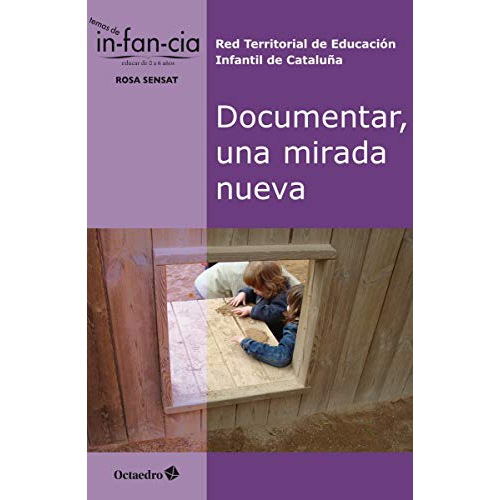 temas de
in-fan-cia
educar de 0 a 6 años
ROSA SENSAT
Red Territorial de Educación
Infantil de Cataluña
Documentar,
una mirada
nueva
Octaedro